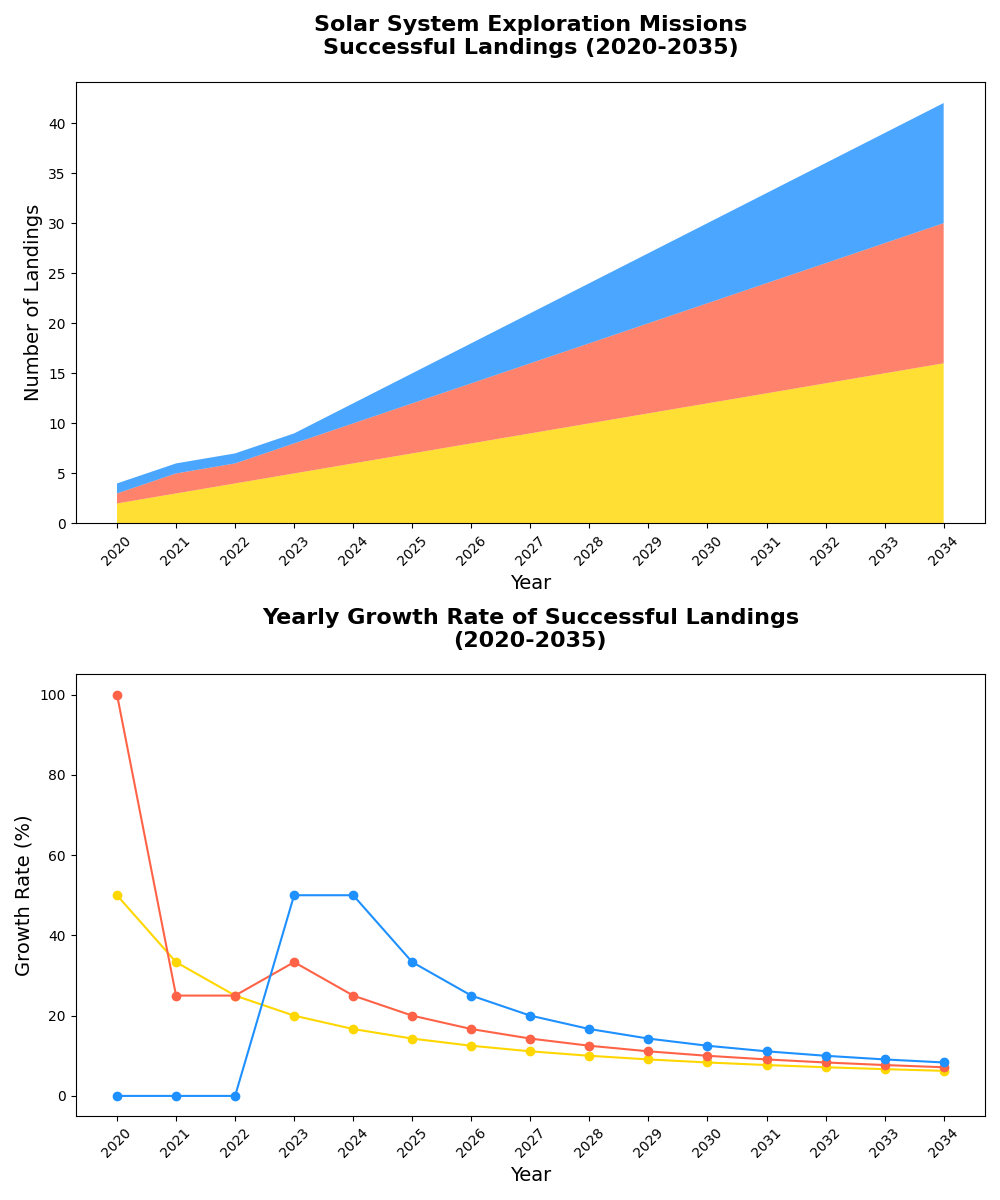 Solar System Exploration Missions
Successful Landings (2020-2035)
Number of Landings
40
35
30
25
20
15
10
5
0
2020 2021 2022 2023 2024 2025 2026 2027 2028 2029 2030 2031 2032 2033 2034
Year
Yearly Growth Rate of Successful Landings
(2020-2035)
Growth Rate (%)
100
80
60
40
20
0
2020 2021 2022 2023 2024 2025 2026 2027 2028 2029 2030 2031 2032 2033 2034
Year